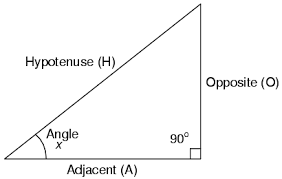 Hypotenuse (H)
Opposite (O)
Angle
x
90°
Adjacent (A)